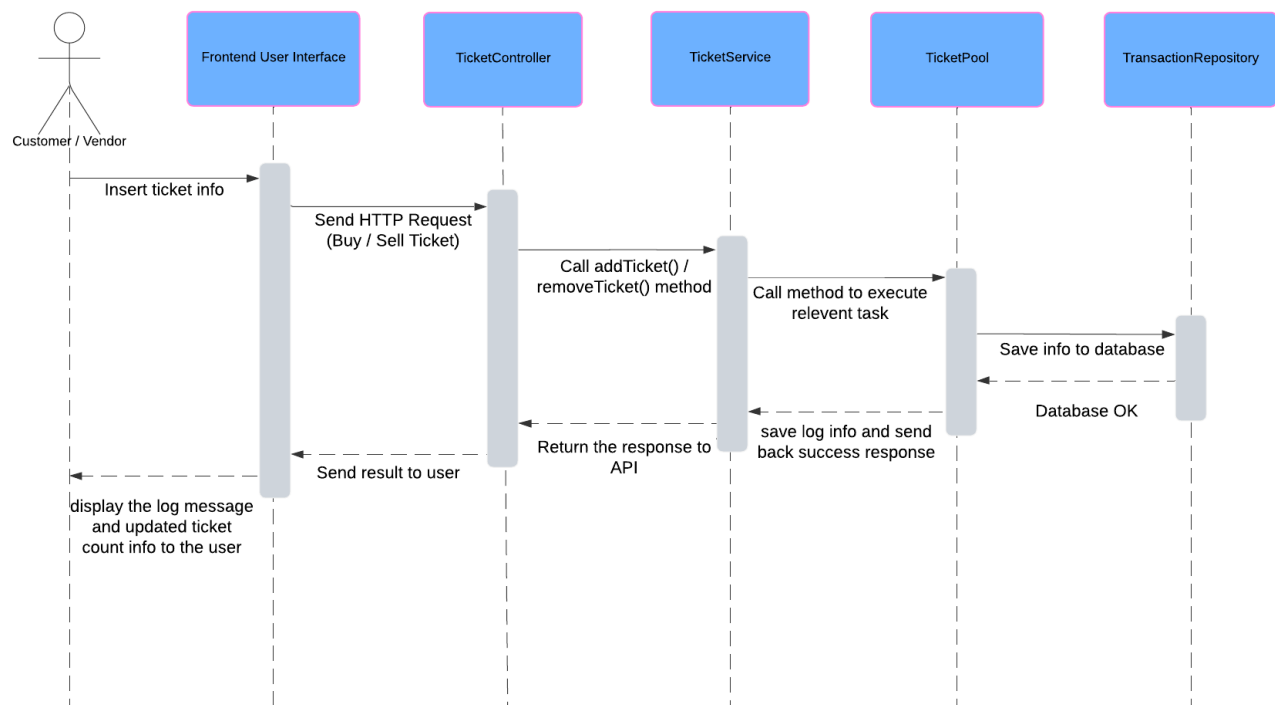 Frontend User Interface
TicketController
TicketService
TicketPool
TransactionRepository
Customer / Vendor
Insert ticket info
Send HTTP Request
(Buy / Sell Ticket)
Call addTicket() /
removeTicket() method
Call method to execute
relevent task
Save info to database
Database OK
save log info and send
back success response
Return the response to
API
Send result to user
display the log message
and updated ticket
count info to the user